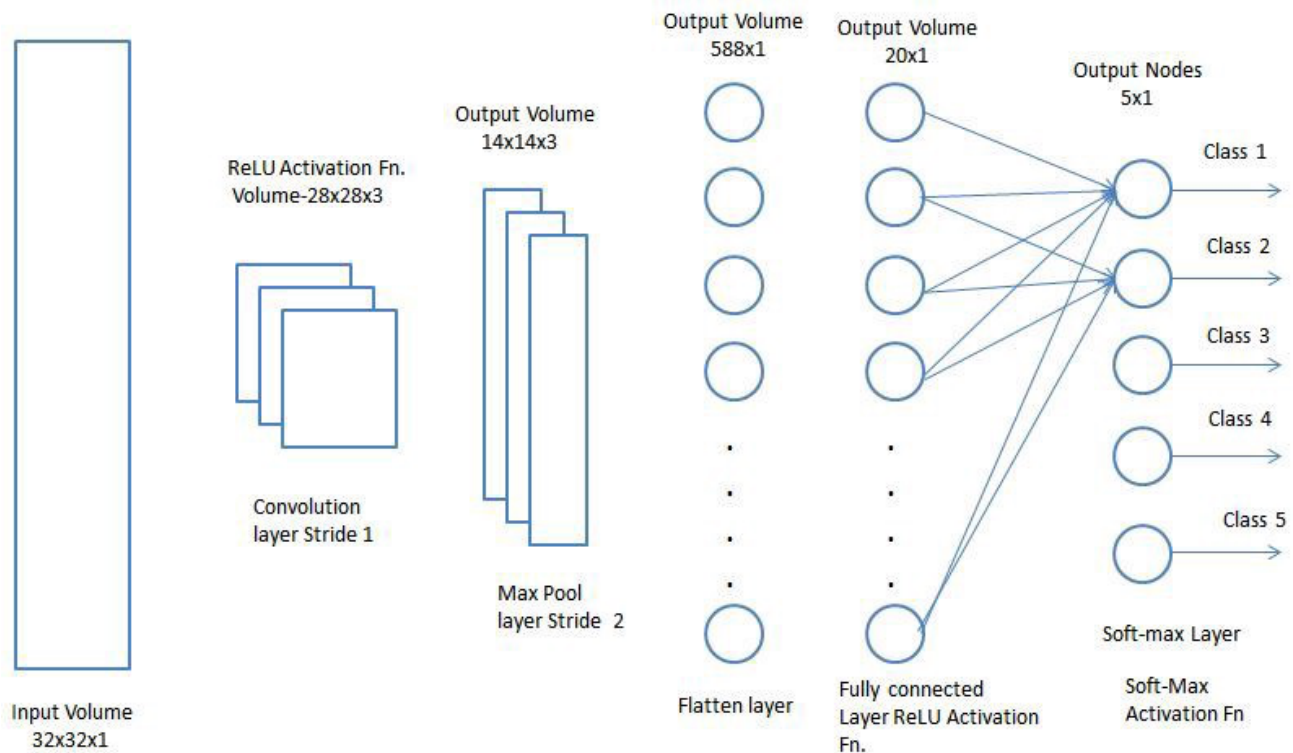 Input Volume
32x32x1
ReLU Activation Fn.
Volume-28x28x3
Convolution
layer Stride 1
Output Volume
14x14x3
Max Pool
layer Stride 2
Output Volume
588x1
Flatten layer
Output Volume
20x1
Fully connected
Layer ReLU Activation
Fn.
Output Nodes
5x1
Class 1
Class 2
Class 3
Class 4
Class 5
Soft-max Layer
Soft-Max
Activation Fn